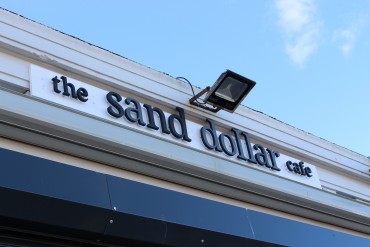 the sand dollar cafe